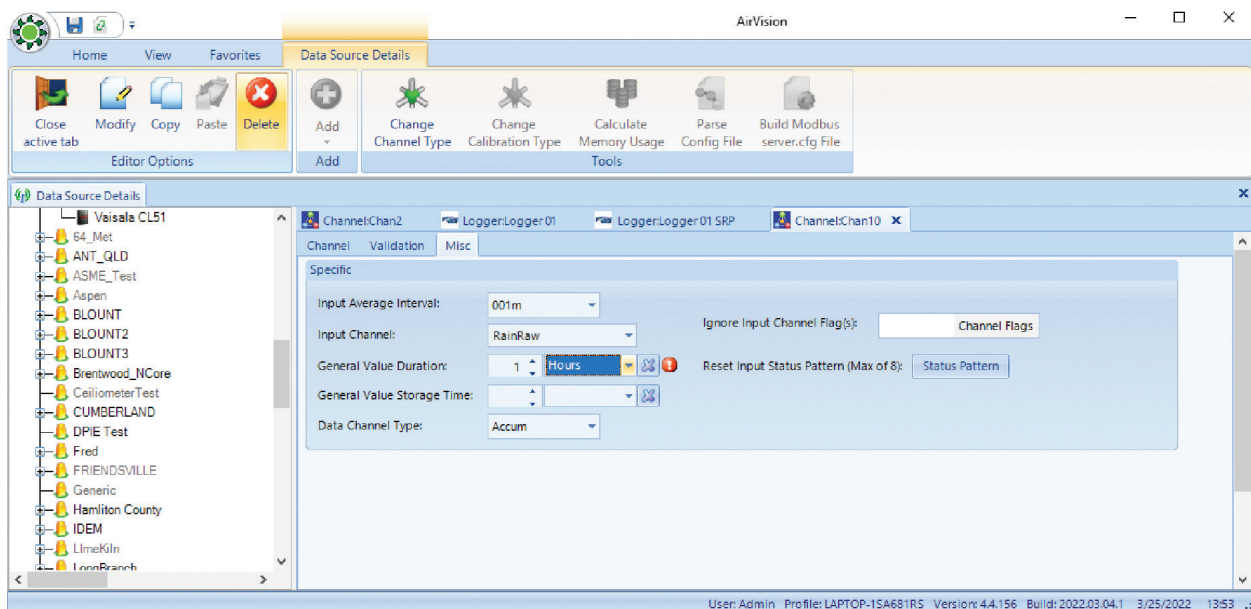 AirVision
Home View Favorites Data Source Details
Close active tab
Modify
Copy
Paste
Delete
Add
Change Channel Type
Change Calibration Type
Calculate Memory Usage
Parse Config File
Build Modbus server.cfg File
Editor Options
Add
Tools
Data Source Details
Vaisala CL51
64_Met
ANT_QLD
ASME_Test
Aspen
BLOUNT
BLOUNT2
BLOUNT3
Brentwood_NCore
CeiliometerTest
CUMBERLAND
DPIE Test
Fred
FRIENDSVILLE
Generic
Hamliton County
IDEM
LImeKiln
LongBranch
Channel:Chan2 Logger:Logger 01 Logger:Logger 01 SRP Channel:Chan10 X
Channel Validation Misc
Specific
Input Average Interval: 001m
Input Channel: RainRaw
General Value Duration: 1 Hours
General Value Storage Time:
Data Channel Type: Accum
Ignore Input Channel Flag(s): Channel Flags
Reset Input Status Pattern (Max of 8): Status Pattern
User: Admin Profile: LAPTOP-1SA681RS Version: 4.4.156 Build: 2022.03.04.1 3/25/2022 13:53